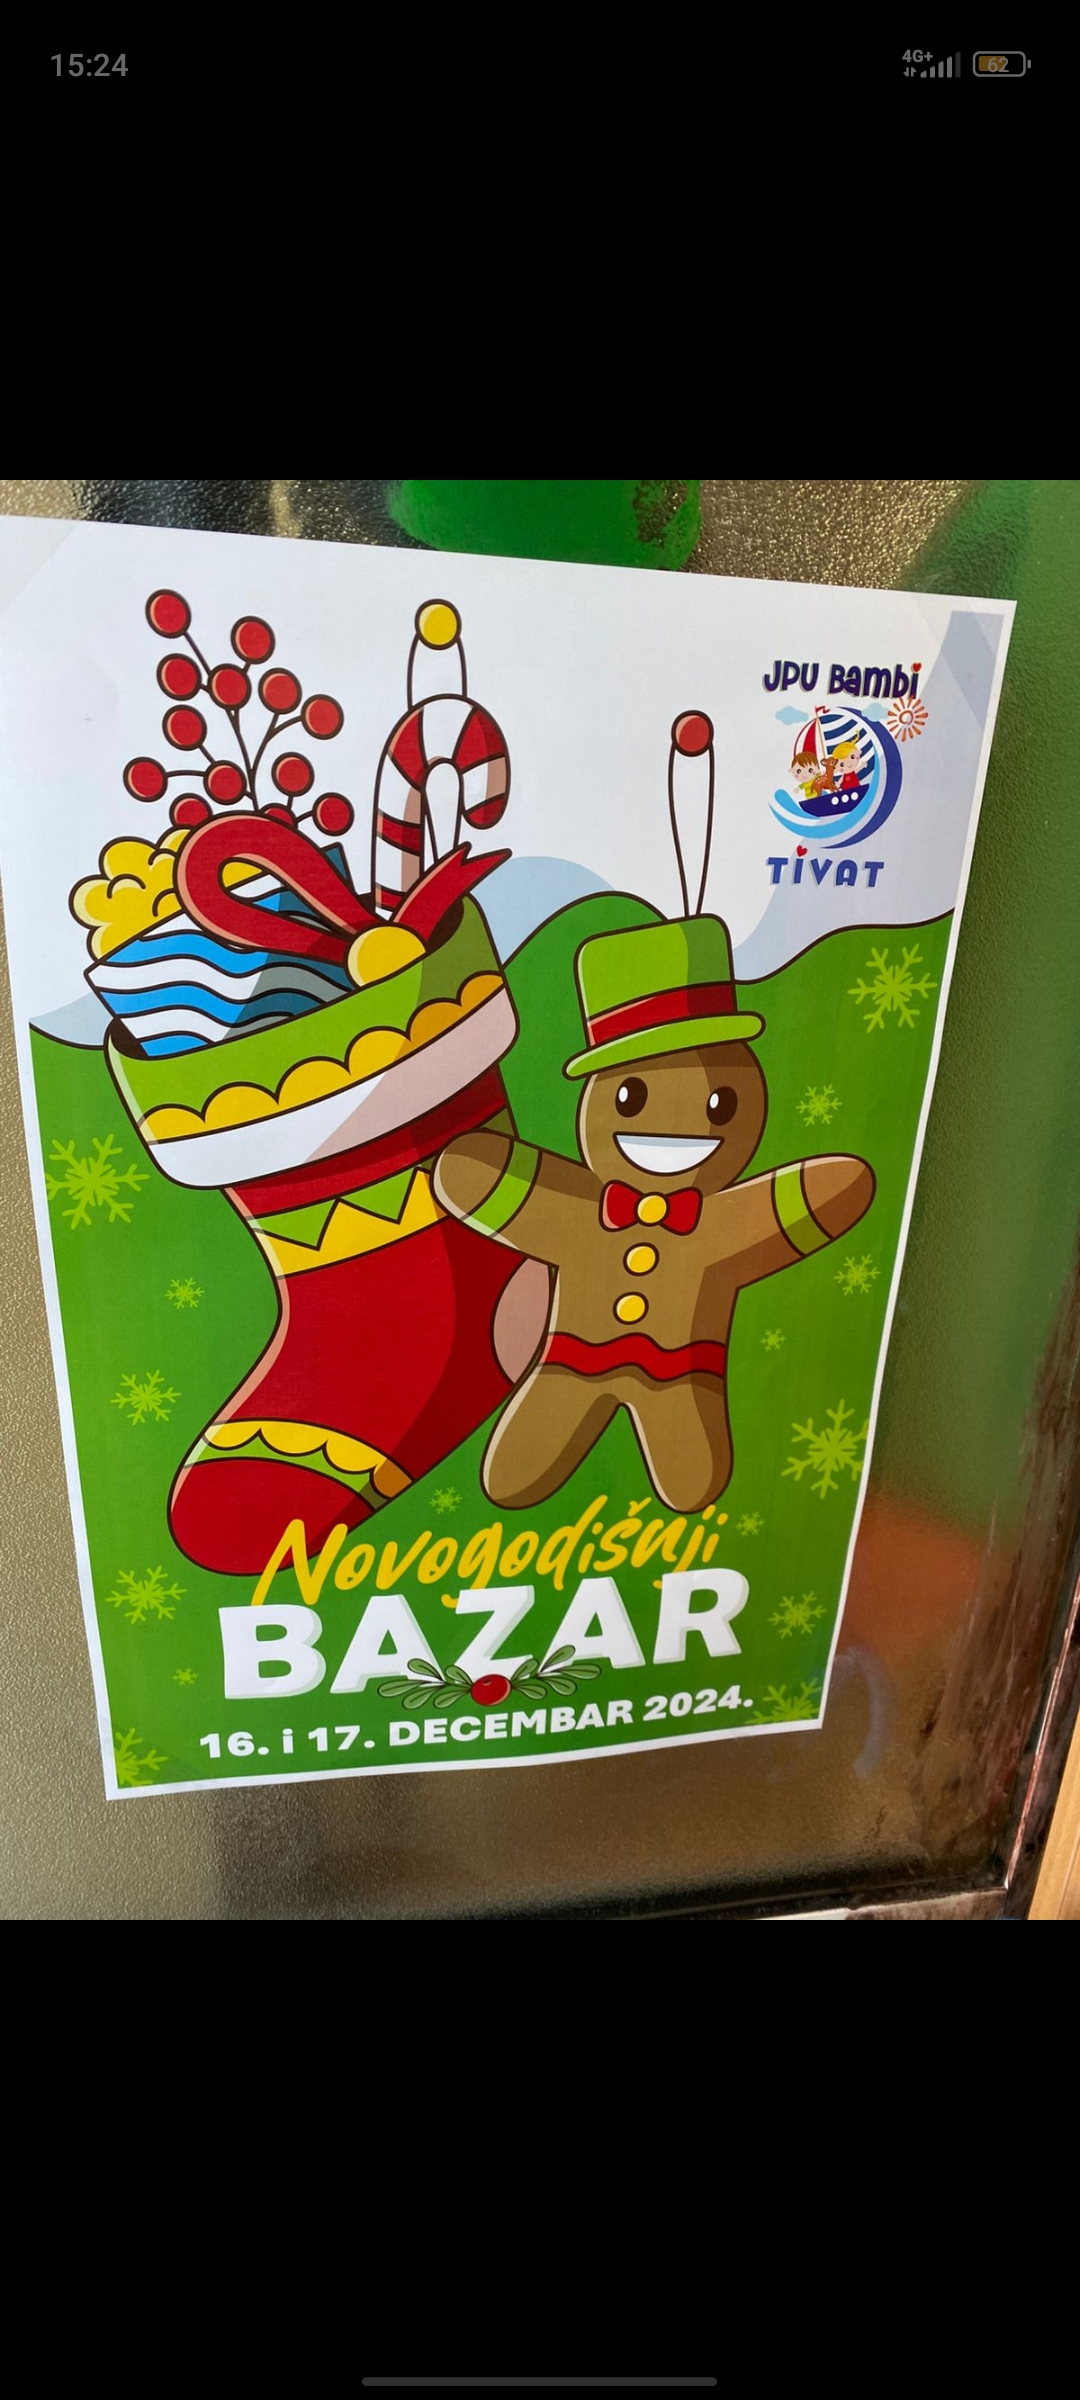 15:24
4G+
62
JPU Bambi
TIVAT
Novogodišnji
BAZAR
16. i 17. DECEMBAR 2024.